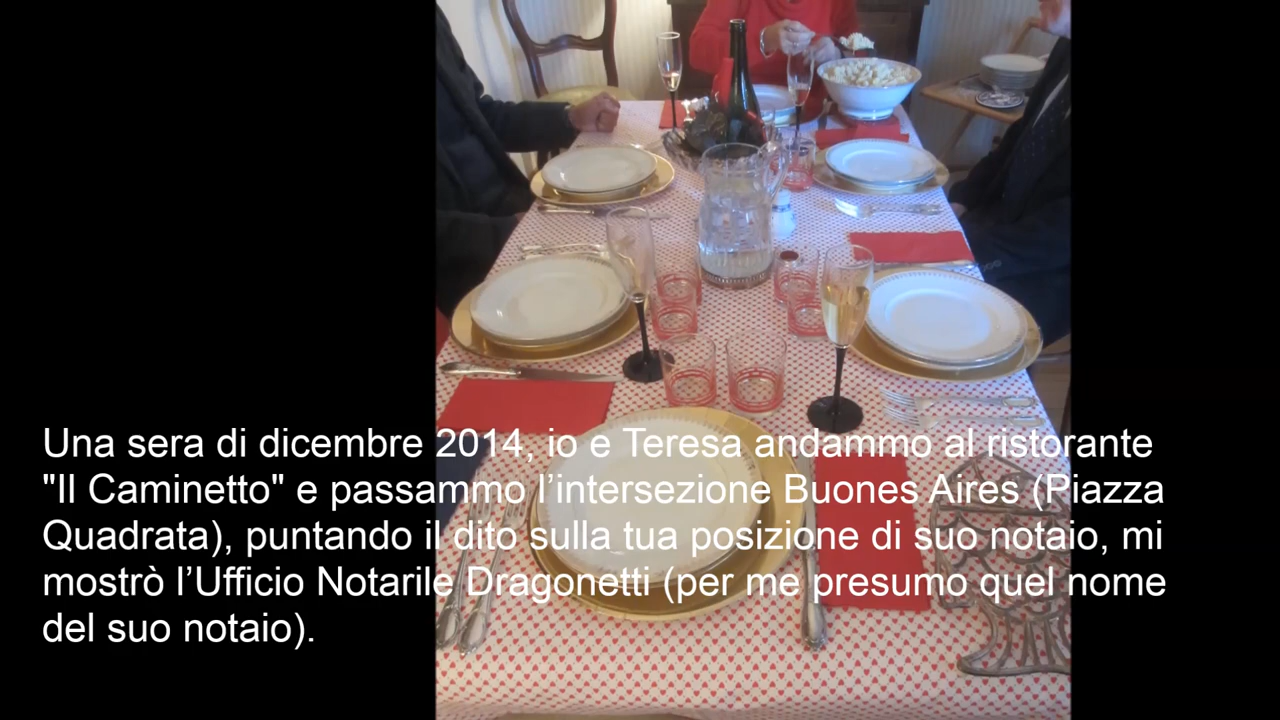 Una sera di dicembre 2014, io e Teresa andammo al ristorante
"Il Caminetto" e passammo l’intersezione Buones Aires (Piazza
Quadrata), puntando il dito sulla tua posizione di suo notaio, mi
mostrò l’Ufficio Notarile Dragonetti (per me presumo quel nome
del suo notaio).